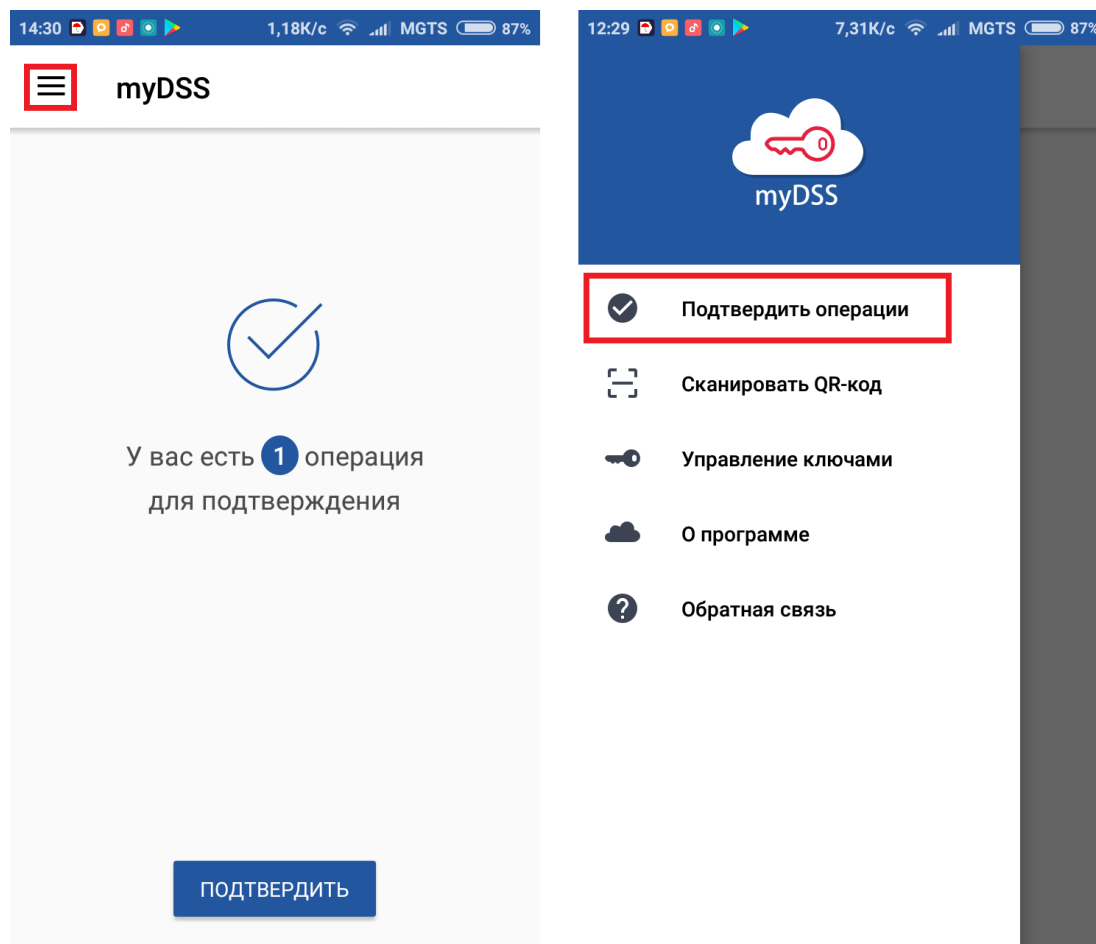 14:30 1,18K/c MGTS 87%
myDSS
У вас есть 1 операция
для подтверждения
ПОДТВЕРДИТЬ
12:29 7,31K/c MGTS 87%
myDSS
Подтвердить операции
Сканировать QR-код
Управление ключами
О программе
Обратная связь